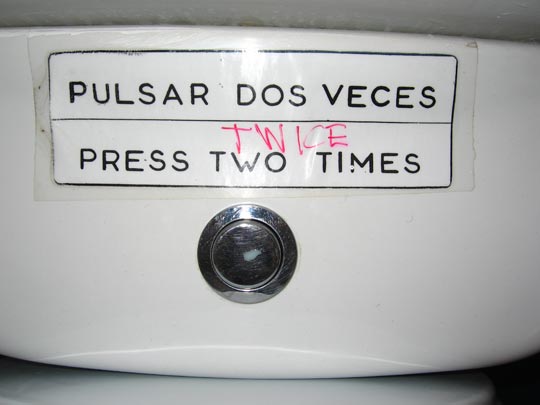 PULSAR DOS VECES
TWICE
PRESS TWO TIMES